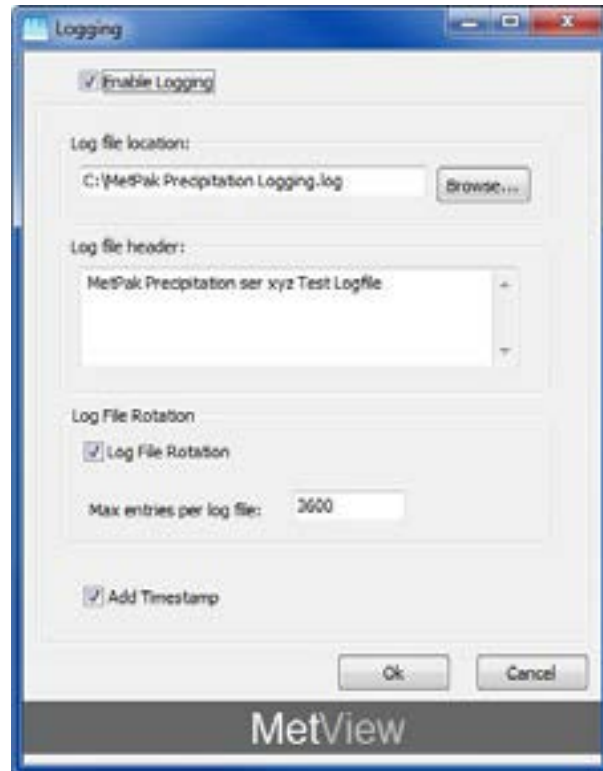 Logging
Enable Logging
Log file location:
C:\MetPak Precipitation Logging.log
Browse...
Log file header:
MetPak Precipitation ser xyz Test Logfile
Log File Rotation
Log File Rotation
Max entries per log file: 3600
Add Timestamp
Ok Cancel
MetView